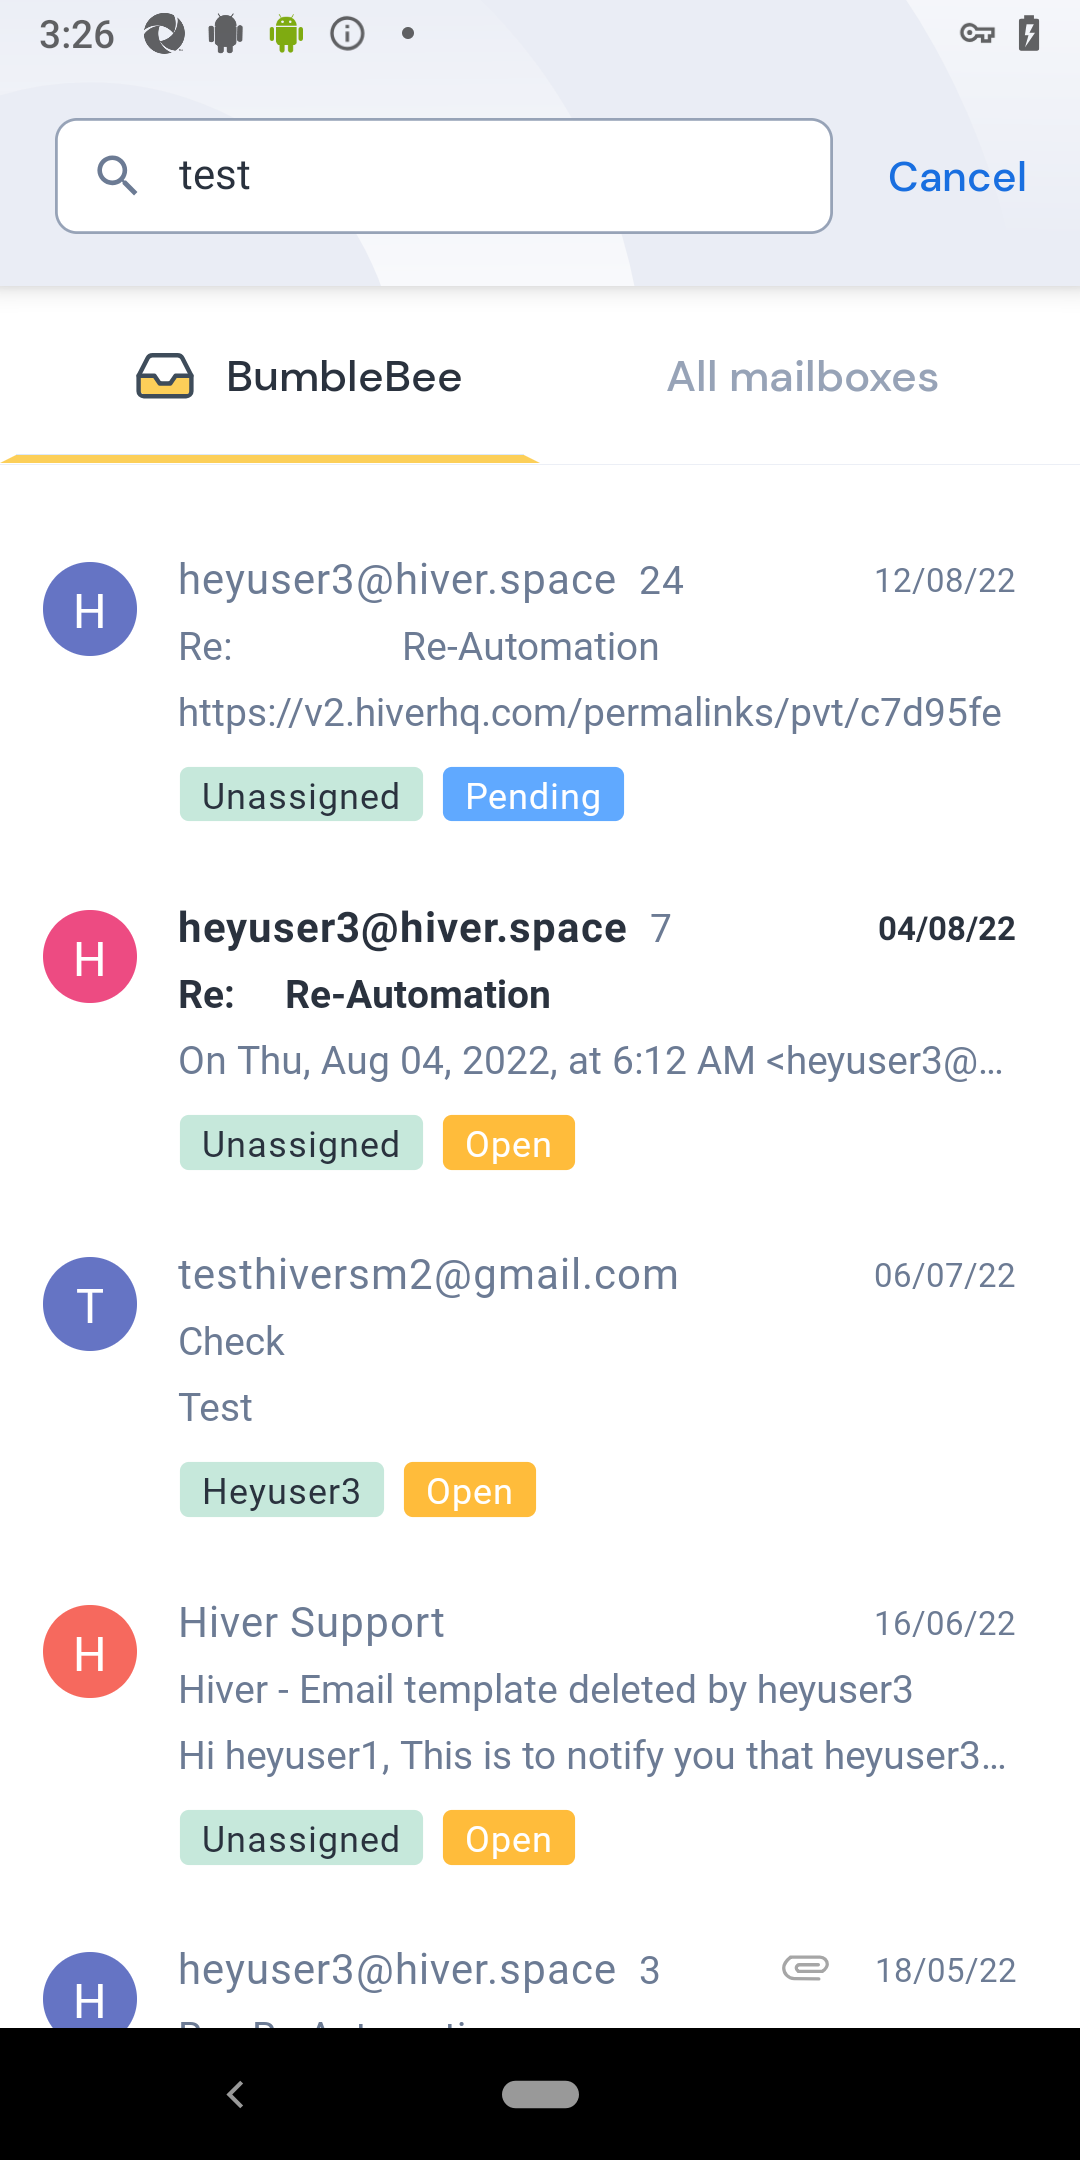 3:26
test
Cancel
BumbleBee
All mailboxes
heyuser3@hiver.space 24 12/08/22
Re: Re-Automation
https://v2.hiverhq.com/permalinks/pvt/c7d95fe
Unassigned Pending
H
heyuser3@hiver.space 7 04/08/22
Re: Re-Automation
On Thu, Aug 04, 2022, at 6:12 AM <heyuser3@...
Unassigned Open
H
testhiversm2@gmail.com 06/07/22
Check
Test
Heyuser3 Open
T
Hiver Support 16/06/22
Hiver - Email template deleted by heyuser3
Hi heyuser1, This is to notify you that heyuser3...
Unassigned Open
H
heyuser3@hiver.space 3 18/05/22
H